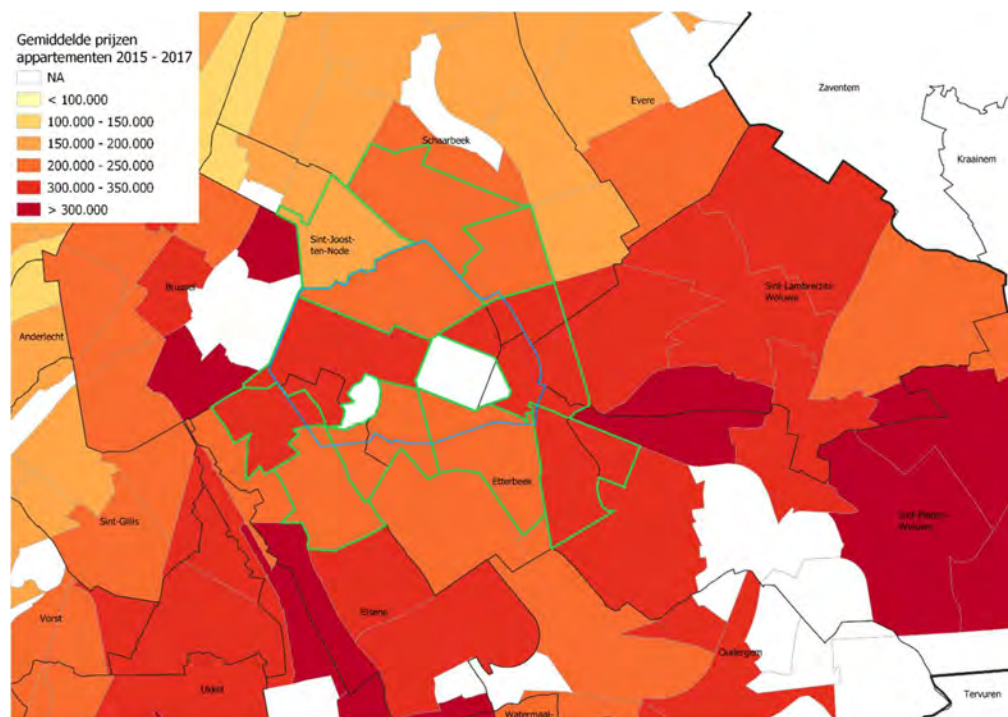 Gemiddelde prijzen
appartementen 2015 - 2017
NA
< 100.000
100.000 - 150.000
150.000 - 200.000
200.000 - 250.000
300.000 - 350.000
> 300.000
Evere
Zaventem
Schaarbeek
Kraainem
Sint-Joost-
ten-Node
Brussel
Sint-Lambrechts-
Woluwe
Anderlecht
Etterbeek
Sint-Gillis
Sint-Pieters-
Woluwe
Elsene
Vorst
Oudergem
Ukkel
Tervuren
Watermaal-